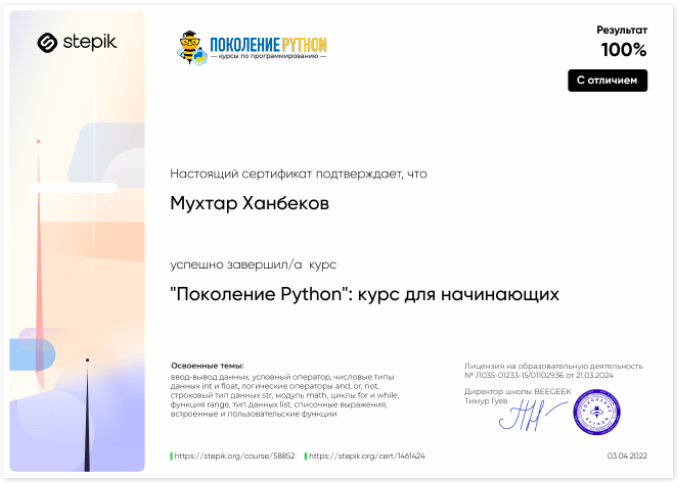 stepik
ПОКОЛЕНИЕ PYTHON
— курсы по программированию —
Результат
100%
С отличием
Настоящий сертификат подтверждает, что
Мухтар Ханбеков
успешно завершил/а курс
"Поколение Python": курс для начинающих
Освоенные темы:
ввод-вывод данных, условный оператор, числовые типы
данных int и float, логические операторы and, or, not,
строковый тип данных str, модуль math, циклы for и while,
функция range, тип данных list, списочные выражения,
встроенные и пользовательские функции
Лицензия на образовательную деятельность
№ Л035-01233-15/01102936 от 21.03.2024
Директор школы BEEGEEK
Тимур Гуев
https://stepik.org/course/58852
https://stepik.org/cert/1461424
03.04.2022